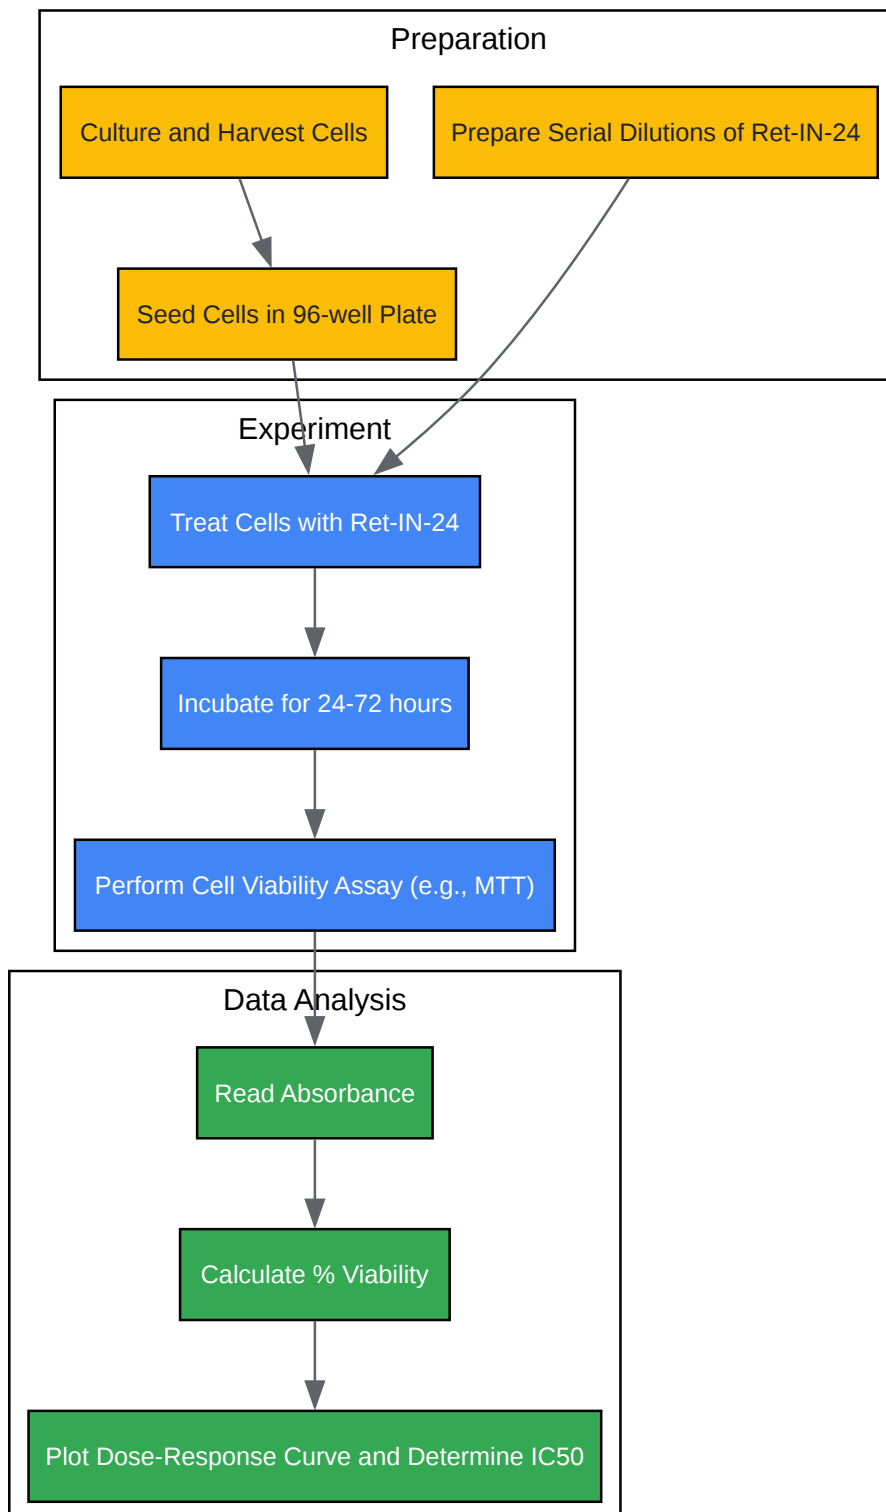 Preparation
Culture and Harvest Cells
Prepare Serial Dilutions of Ret-IN-24
Seed Cells in 96-well Plate
Experiment
Treat Cells with Ret-IN-24
Incubate for 24-72 hours
Perform Cell Viability Assay (e.g., MTT)
Data Analysis
Read Absorbance
Calculate % Viability
Plot Dose-Response Curve and Determine IC50